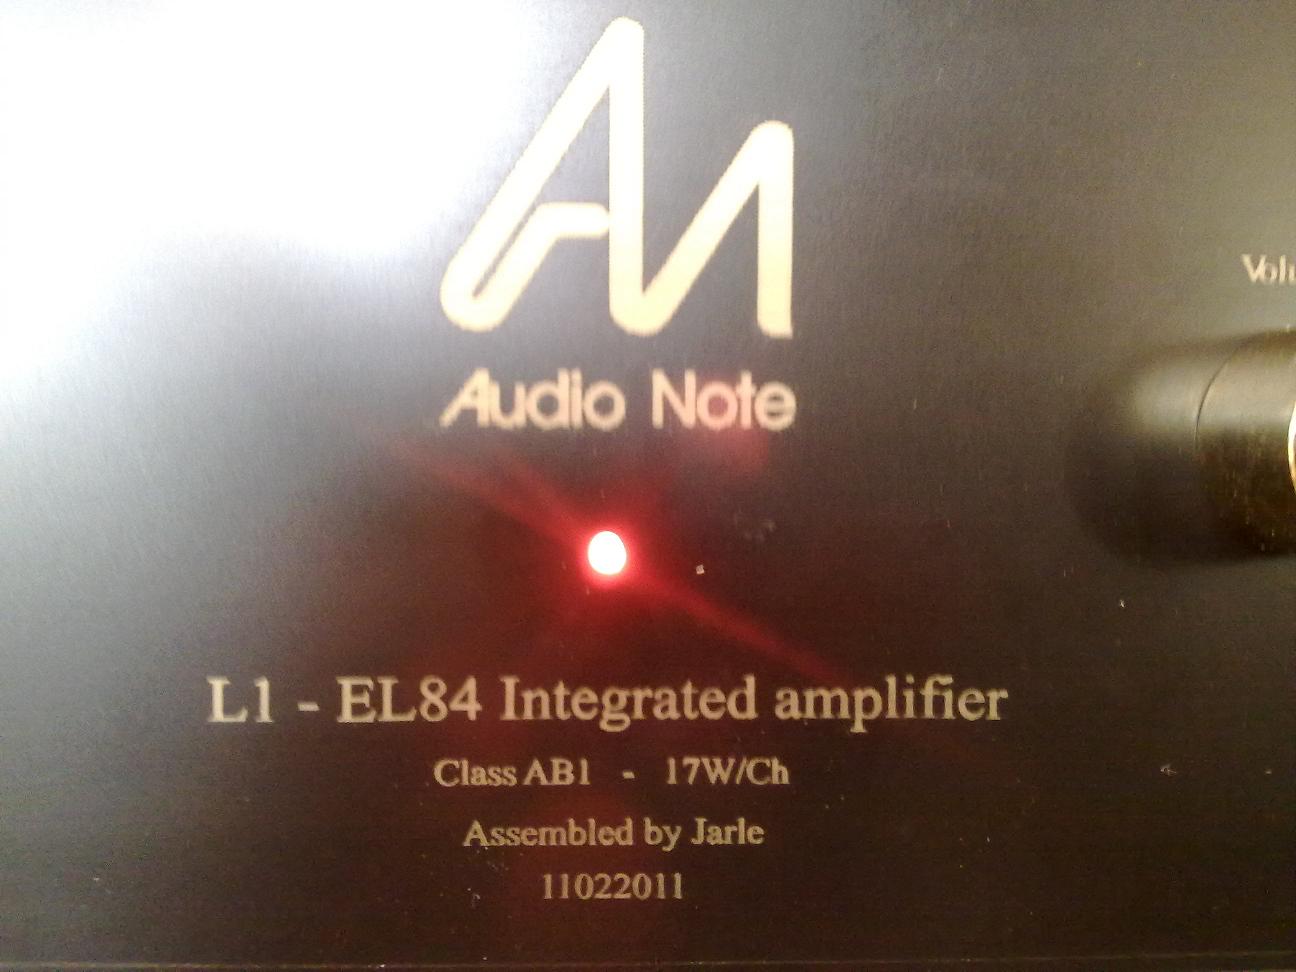 Audio Note
L1 - EL84 Integrated amplifier
Class AB1 - 17W/Ch
Assembled by Jarle
11022011